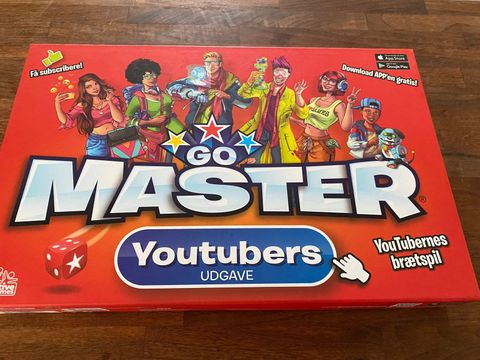 Få subscribere!
App Store
Google Play
Download APP'en gratis!
GO
MASTER®
Youtubers
UDGAVE
YouTubernes
brætspil